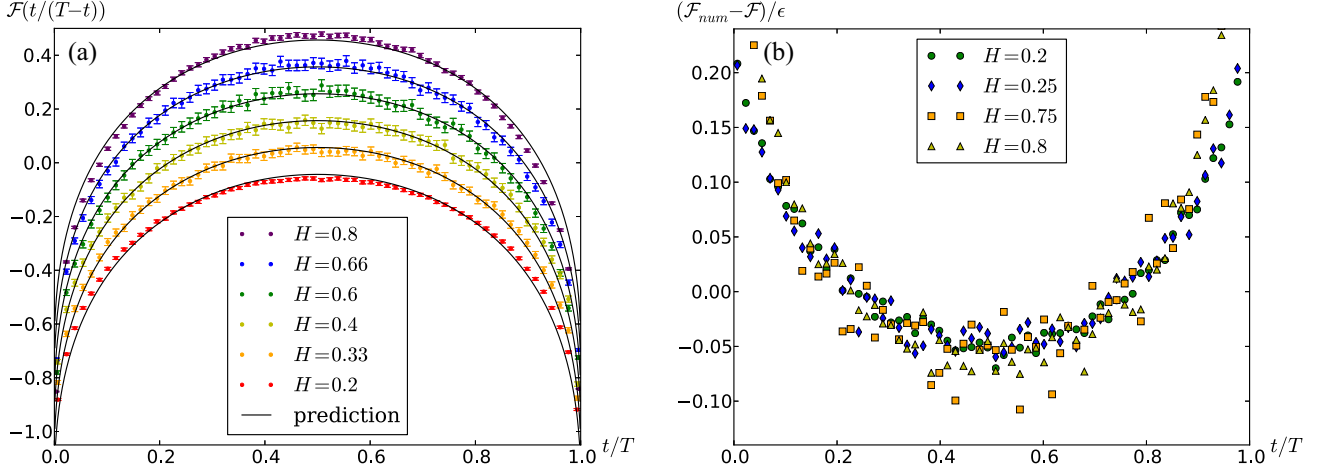 ℱ(t/(T−t))
(a)
0.4
0.2
0.0
−0.2
−0.4
−0.6
−0.8
−1.0
0.0 0.2 0.4 0.6 0.8 1.0
t/T
H=0.8
H=0.66
H=0.6
H=0.4
H=0.33
H=0.2
prediction
(ℱnum−ℱ)/ϵ
(b)
0.20
0.15
0.10
0.05
0.00
−0.05
−0.10
0.0 0.2 0.4 0.6 0.8 1.0
t/T
H=0.2
H=0.25
H=0.75
H=0.8